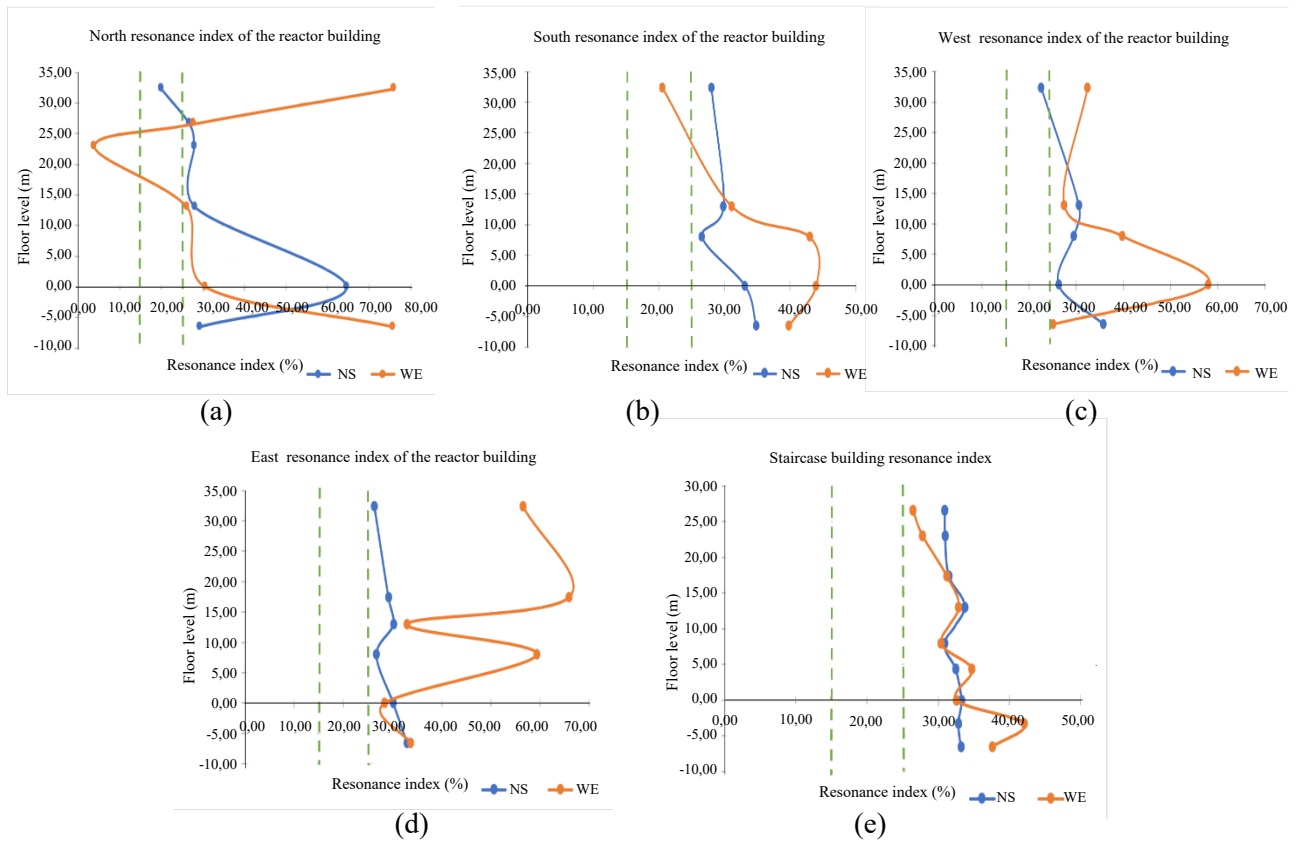 North resonance index of the reactor building
35,00
30,00
25,00
20,00
15,00
10,00
5,00
0,00
-5,00
-10,00
Floor level (m)
0,00 10,00 20,00 30,00 40,00 50,00 60,00 70,00 80,00
Resonance index (%)
NS WE
(a)
South resonance index of the reactor building
35,00
30,00
25,00
20,00
15,00
10,00
5,00
0,00
-5,00
-10,00
Floor level (m)
0,00 10,00 20,00 30,00 40,00 50,00
Resonance index (%)
NS WE
(b)
West resonance index of the reactor building
35,00
30,00
25,00
20,00
15,00
10,00
5,00
0,00
-5,00
-10,00
Floor level (m)
0,00 10,00 20,00 30,00 40,00 50,00 60,00 70,00
Resonance index (%)
NS WE
(c)
East resonance index of the reactor building
35,00
30,00
25,00
20,00
15,00
10,00
5,00
0,00
-5,00
-10,00
Floor level (m)
0,00 10,00 20,00 30,00 40,00 50,00 60,00 70,00
Resonance index (%)
NS WE
(d)
Staircase building resonance index
30,00
25,00
20,00
15,00
10,00
5,00
0,00
-5,00
-10,00
Floor level (m)
0,00 10,00 20,00 30,00 40,00 50,00
Resonance index (%)
NS WE
(e)